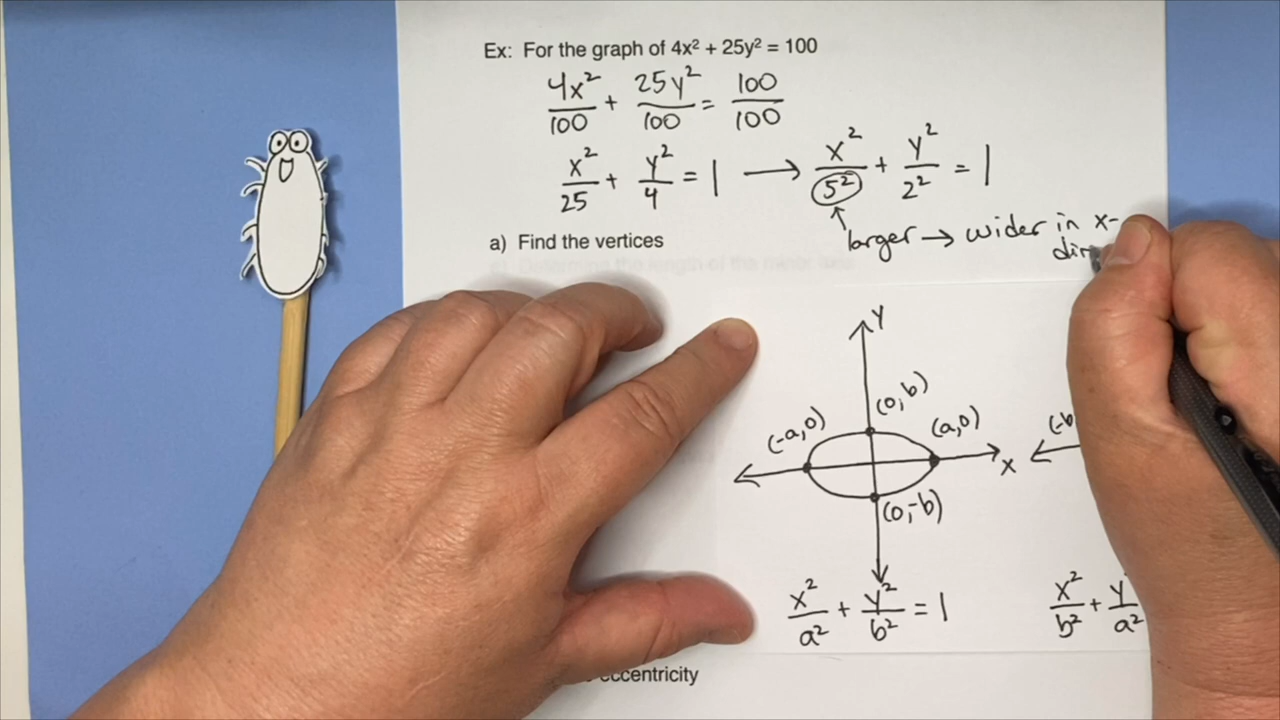 Ex: For the graph of 4x² + 25y² = 100
4x²/100 + 25y²/100 = 100/100
x²/25 + y²/4 = 1 → x²/5² + y²/2² = 1
a) Find the vertices
larger → wider in x-
dir
y
(0, b)
(-a, 0)
(a, 0)
x
(0, -b)
(-b
x²/a² + y²/b² = 1
x²/b² + y/a²
eccentricity